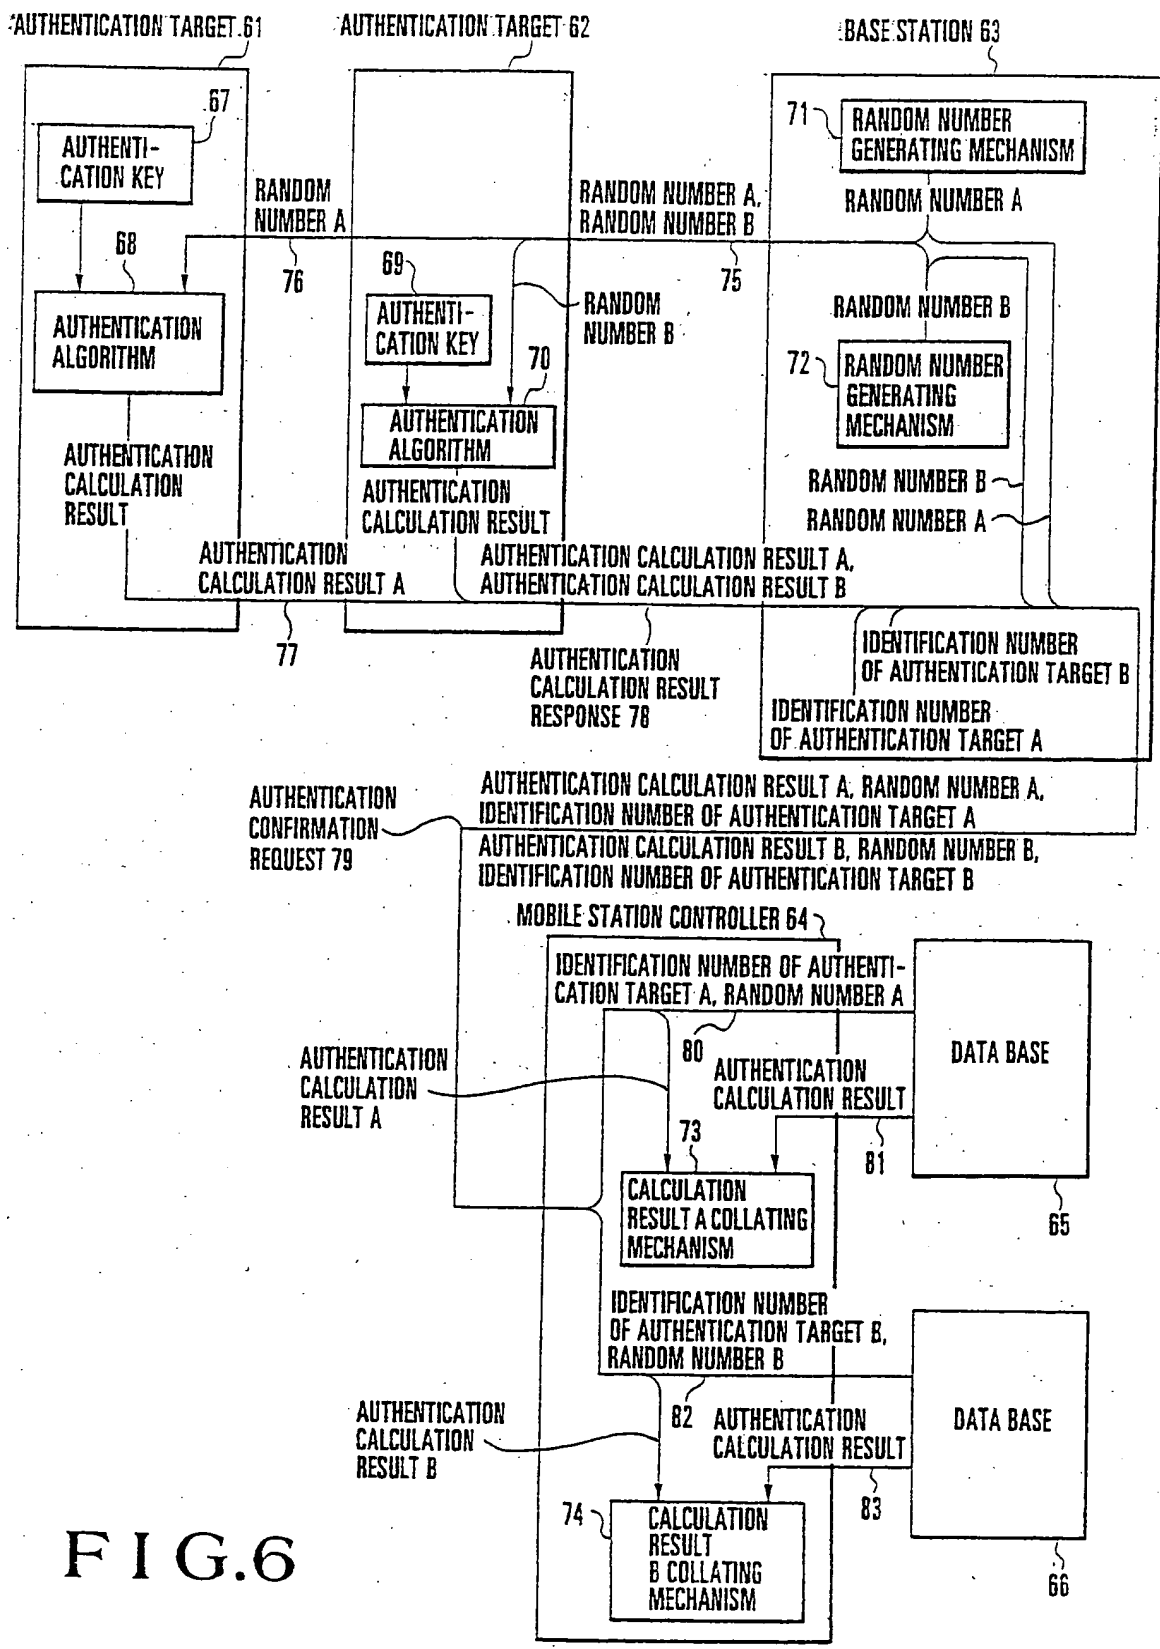 AUTHENTICATION TARGET 61
AUTHENTICATION TARGET 62
BASE STATION 63
67
AUTHENTI-
CATION KEY
71
RANDOM NUMBER
GENERATING MECHANISM
RANDOM NUMBER A
RANDOM
NUMBER A
RANDOM NUMBER A,
RANDOM NUMBER B
68
76
75
69
AUTHENTICATION
ALGORITHM
AUTHENTI-
CATION KEY
RANDOM
NUMBER B
RANDOM NUMBER B
70
72
RANDOM NUMBER
GENERATING
MECHANISM
AUTHENTICATION
ALGORITHM
AUTHENTICATION
CALCULATION
RESULT
AUTHENTICATION
CALCULATION RESULT
RANDOM NUMBER B
RANDOM NUMBER A
AUTHENTICATION
CALCULATION RESULT A
AUTHENTICATION CALCULATION RESULT A,
AUTHENTICATION CALCULATION RESULT B
77
AUTHENTICATION
CALCULATION RESULT
RESPONSE 78
IDENTIFICATION NUMBER
OF AUTHENTICATION TARGET B
IDENTIFICATION NUMBER
OF AUTHENTICATION TARGET A
AUTHENTICATION
CONFIRMATION
REQUEST 79
AUTHENTICATION CALCULATION RESULT A, RANDOM NUMBER A,
IDENTIFICATION NUMBER OF AUTHENTICATION TARGET A
AUTHENTICATION CALCULATION RESULT B, RANDOM NUMBER B,
IDENTIFICATION NUMBER OF AUTHENTICATION TARGET B
MOBILE STATION CONTROLLER 64
IDENTIFICATION NUMBER OF AUTHENTI-
CATION TARGET A, RANDOM NUMBER A
80
DATA BASE
AUTHENTICATION
CALCULATION
RESULT A
AUTHENTICATION
CALCULATION RESULT
73
81
CALCULATION
RESULT A COLLATING
MECHANISM
65
IDENTIFICATION NUMBER
OF AUTHENTICATION TARGET B,
RANDOM NUMBER B
82
DATA BASE
AUTHENTICATION
CALCULATION
RESULT B
AUTHENTICATION
CALCULATION RESULT
83
74
CALCULATION
RESULT
B COLLATING
MECHANISM
66
FIG.6